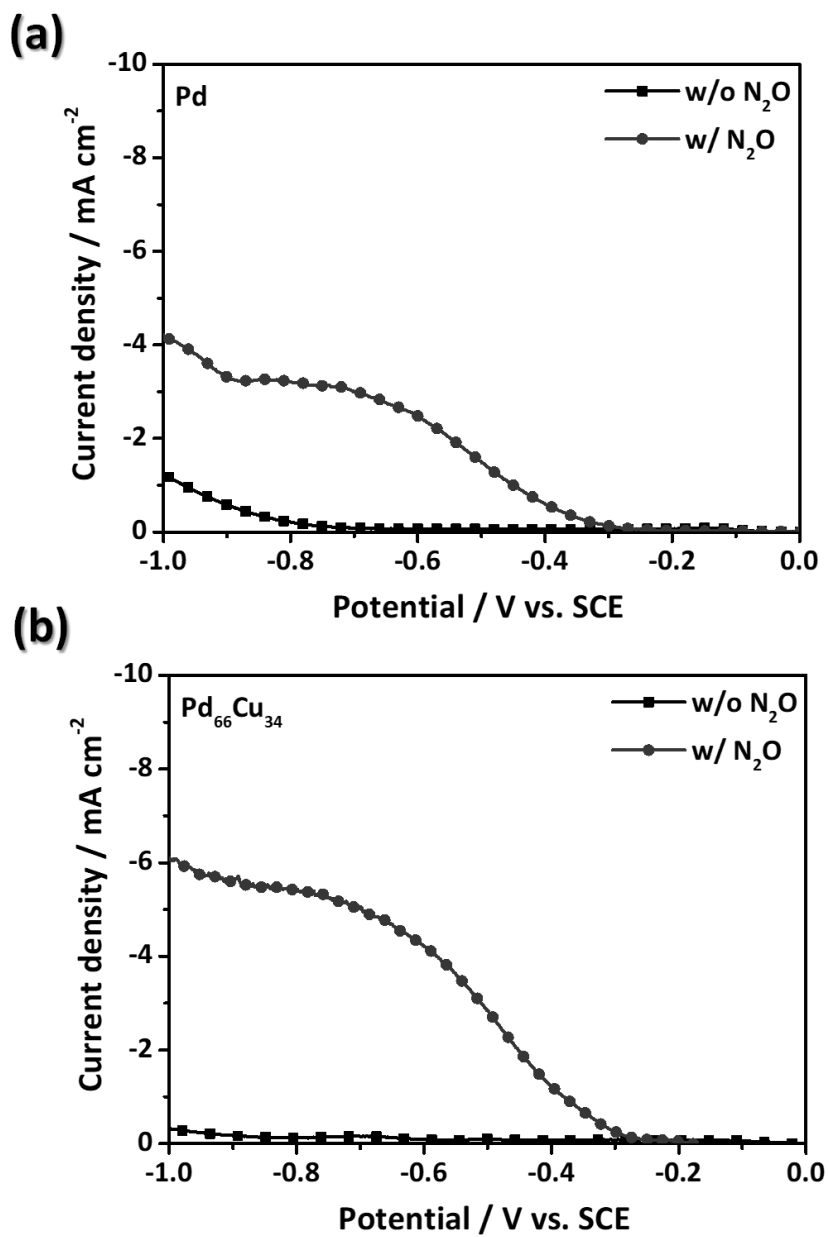 (a)
Pd
w/o N₂O
w/ N₂O
-10
-8
-6
-4
-2
0
Current density / mA cm⁻²
-1.0 -0.8 -0.6 -0.4 -0.2 0.0
Potential / V vs. SCE
(b)
Pd₆₆Cu₃₄
w/o N₂O
w/ N₂O
-10
-8
-6
-4
-2
0
Current density / mA cm⁻²
-1.0 -0.8 -0.6 -0.4 -0.2 0.0
Potential / V vs. SCE